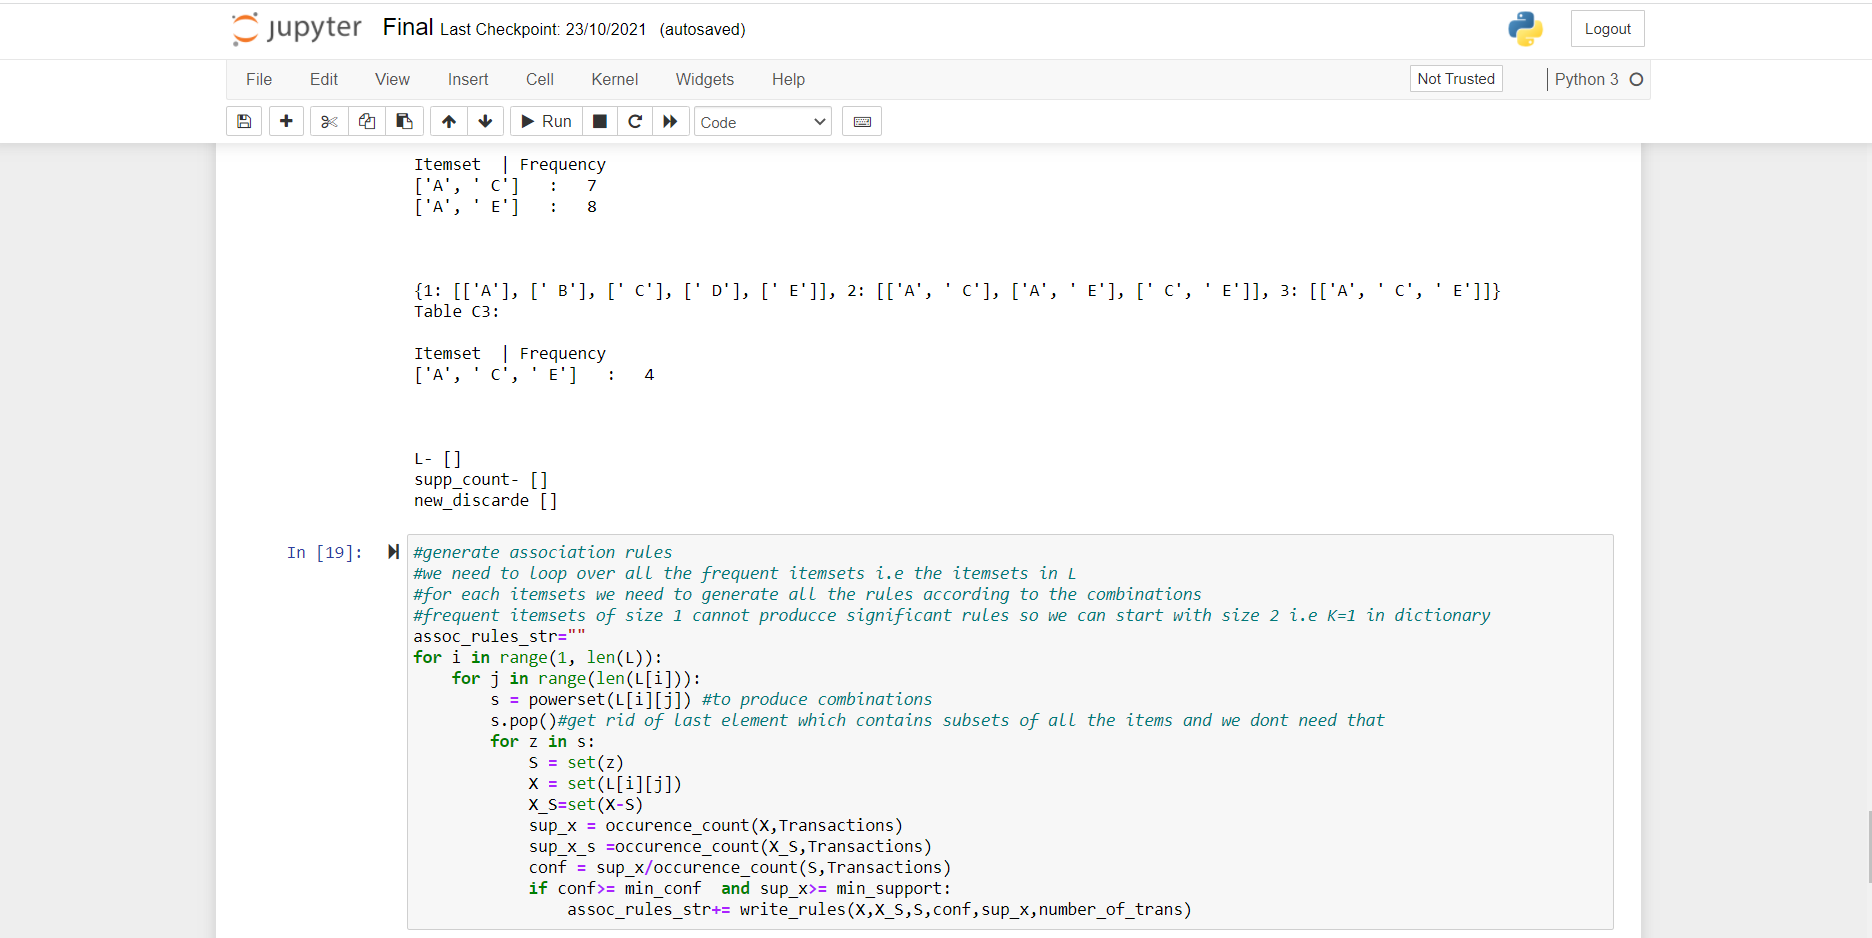 jupyter Final Last Checkpoint: 23/10/2021 (autosaved)
Logout
File Edit View Insert Cell Kernel Widgets Help
Not Trusted
Python 3
Run
Code
Itemset | Frequency
['A', ' C'] : 7
['A', ' E'] : 8
{1: [['A'], [' B'], [' C'], [' D'], [' E']], 2: [['A', ' C'], ['A', ' E'], [' C', ' E']], 3: [['A', ' C', ' E']]}
Table C3:
Itemset | Frequency
['A', ' C', ' E'] : 4
L- []
supp_count- []
new_discarde []
In [19]:
#generate association rules
#we need to loop over all the frequent itemsets i.e the itemsets in L
#for each itemsets we need to generate all the rules according to the combinations
#frequent itemsets of size 1 cannot producce significant rules so we can start with size 2 i.e K=1 in dictionary
assoc_rules_str=""
for i in range(1, len(L)):
    for j in range(len(L[i])):
        s = powerset(L[i][j]) #to produce combinations
        s.pop()#get rid of last element which contains subsets of all the items and we dont need that
        for z in s:
            S = set(z)
            X = set(L[i][j])
            X_S=set(X-S)
            sup_x = occurence_count(X,Transactions)
            sup_x_s =occurence_count(X_S,Transactions)
            conf = sup_x/occurence_count(S,Transactions)
            if conf>= min_conf  and sup_x>= min_support:
                assoc_rules_str+= write_rules(X,X_S,S,conf,sup_x,number_of_trans)